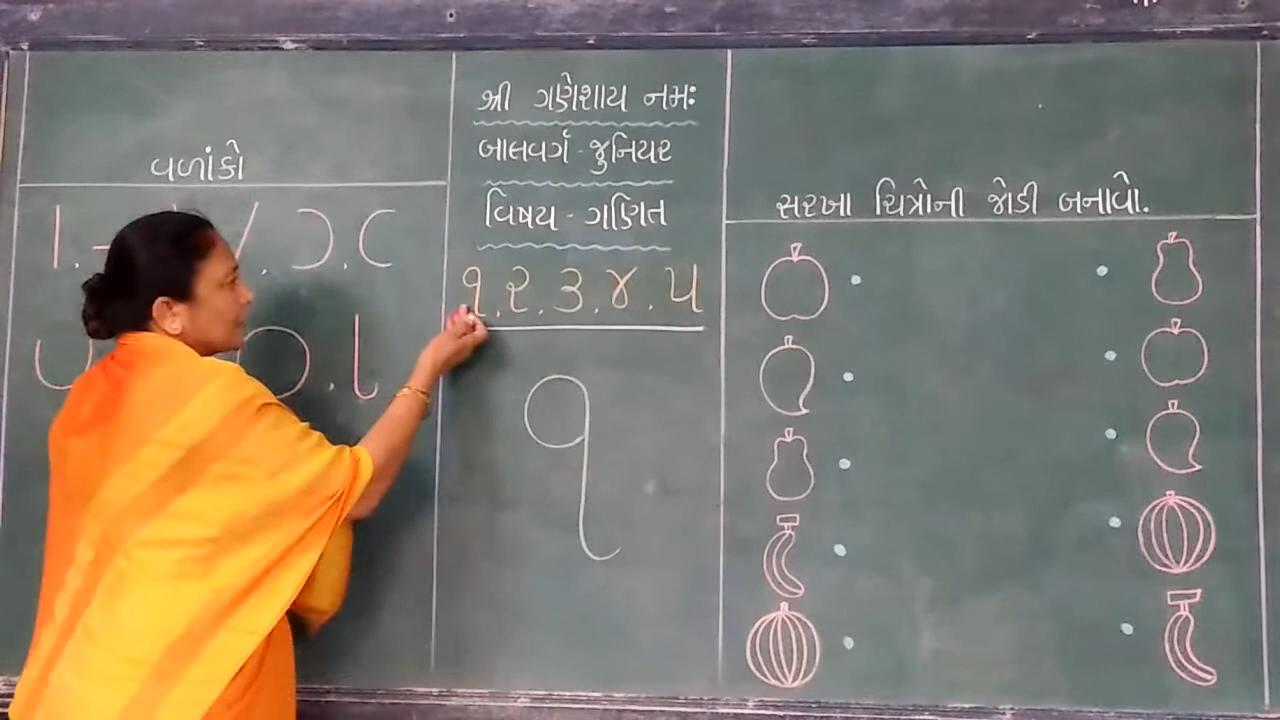 વળાંકો
શ્રી ગણેશાય નમઃ
બાલવર્ગ - જુનિયર
વિષય - ગણિત
૧. ૨. ૩. ૪. ૫
૧
સરખા ચિત્રોની જોડી બનાવો.